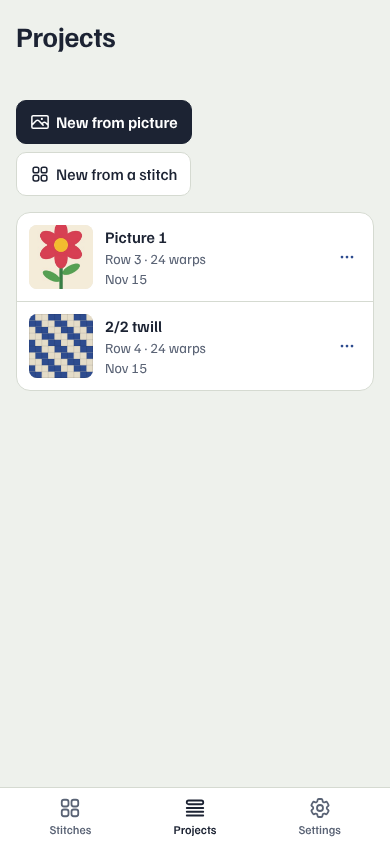 Projects
New from picture
New from a stitch
Picture 1
Row 3 · 24 warps
Nov 15
2/2 twill
Row 4 · 24 warps
Nov 15
Stitches
Projects
Settings